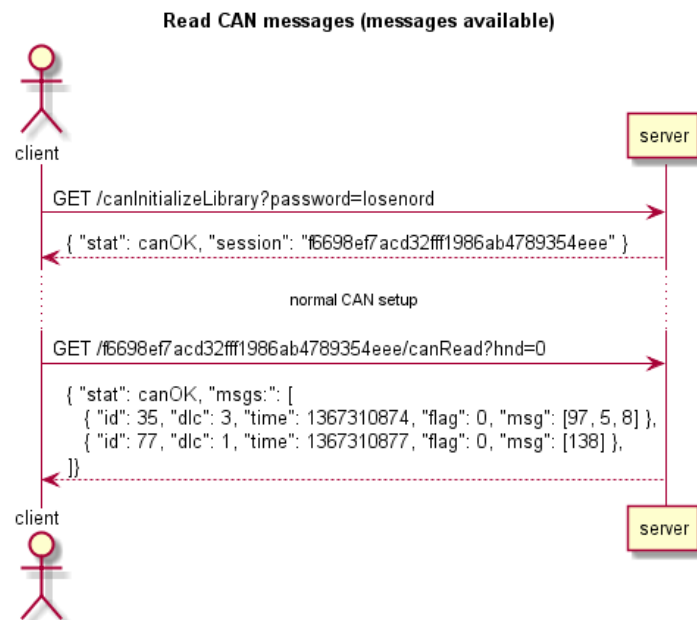 Read CAN messages (messages available)
client
server
GET /canInitializeLibrary?password=losenord
{ "stat": canOK, "session": "f6698ef7acd32fff1986ab4789354eee" }
normal CAN setup
GET /f6698ef7acd32fff1986ab4789354eee/canRead?hnd=0
{ "stat": canOK, "msgs:": [
{ "id": 35, "dlc": 3, "time": 1367310874, "flag": 0, "msg": [97, 5, 8] },
{ "id": 77, "dlc": 1, "time": 1367310877, "flag": 0, "msg": [138] },
]}
client
server